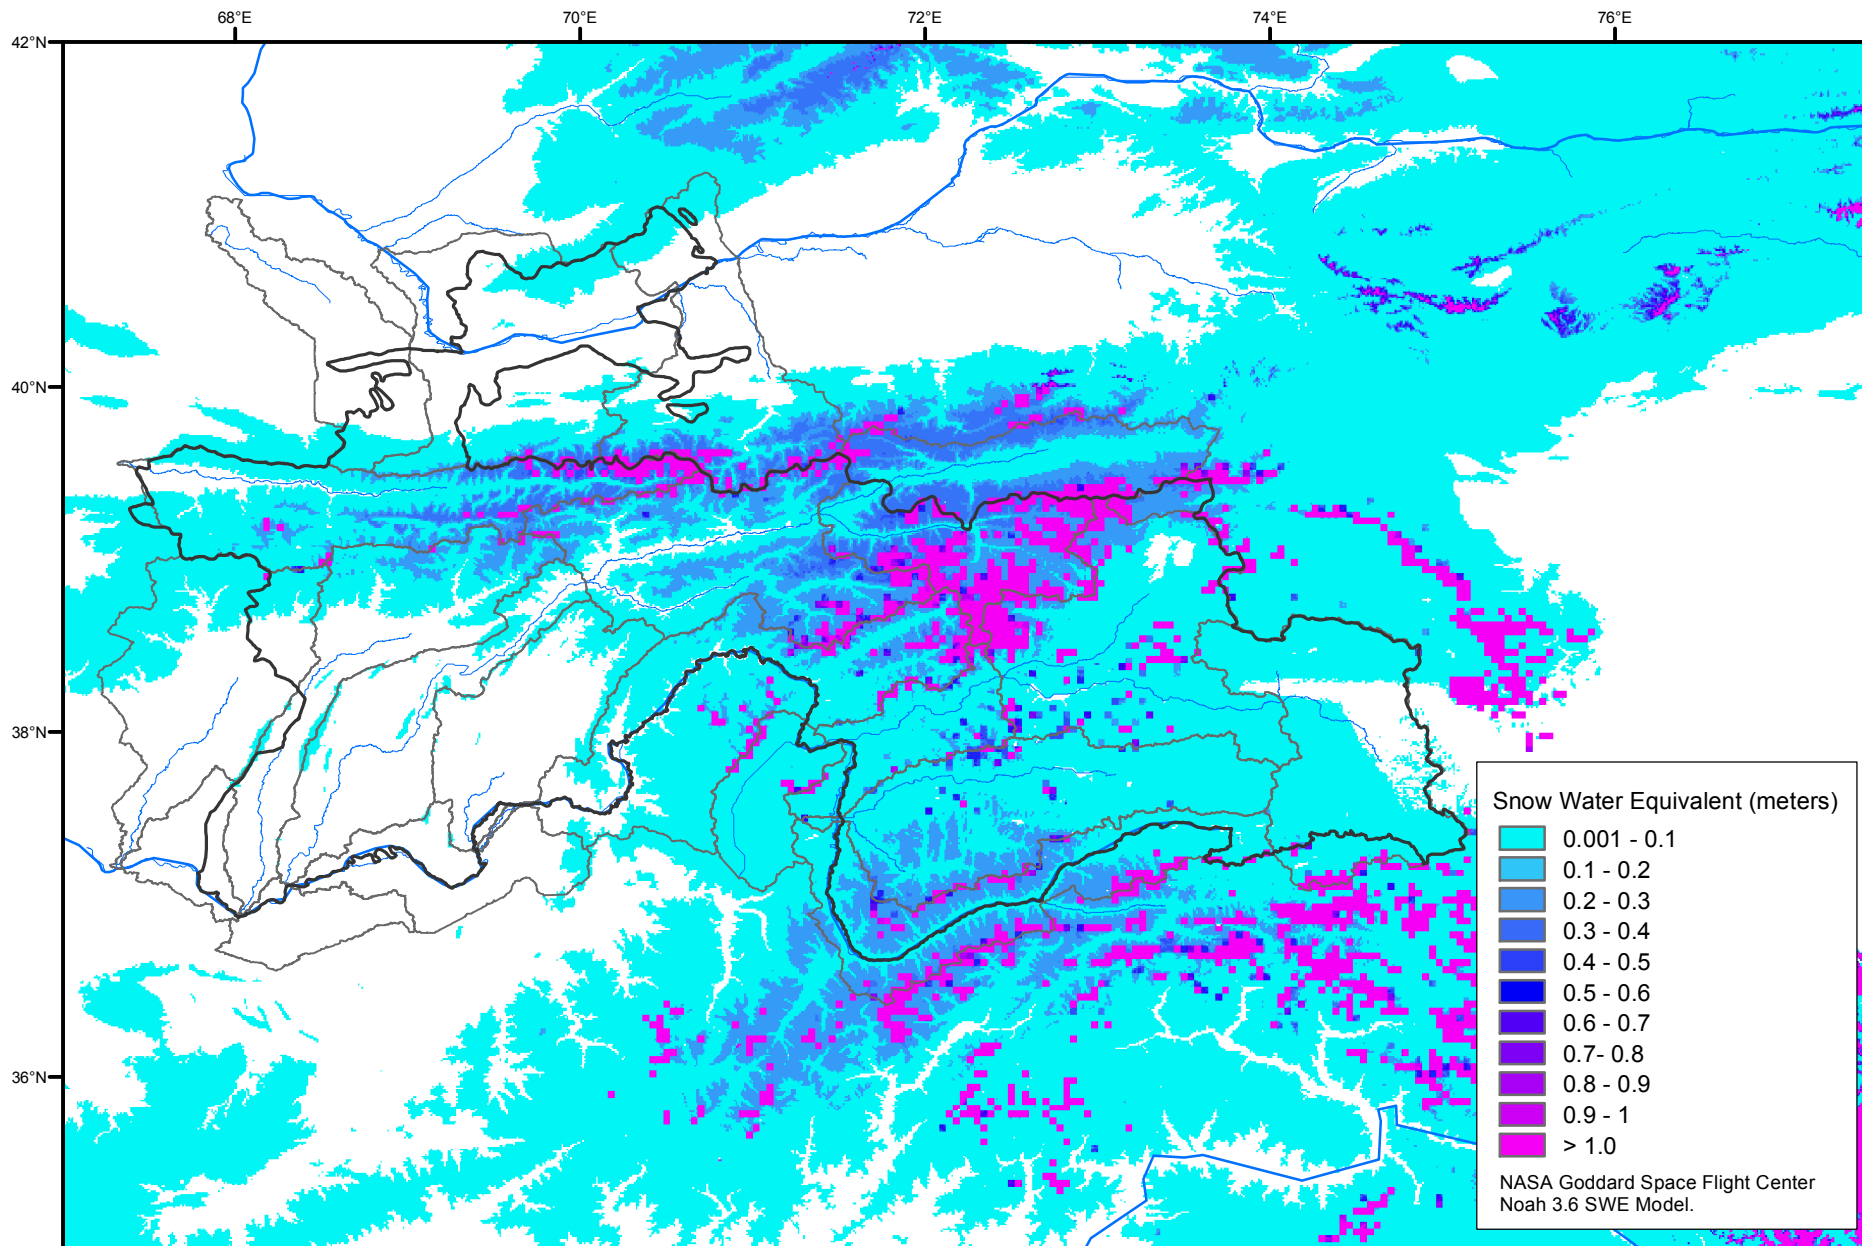 68°E 70°E 72°E 74°E 76°E
42°N
40°N
38°N
36°N
Snow Water Equivalent (meters)
0.001 - 0.1
0.1 - 0.2
0.2 - 0.3
0.3 - 0.4
0.4 - 0.5
0.5 - 0.6
0.6 - 0.7
0.7- 0.8
0.8 - 0.9
0.9 - 1
> 1.0
NASA Goddard Space Flight Center
Noah 3.6 SWE Model.